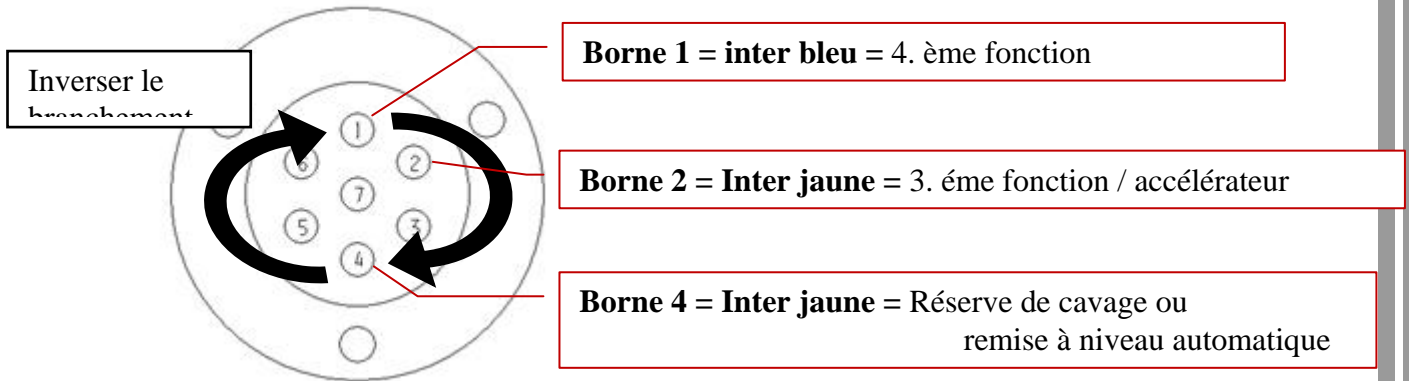 Inverser le
branchement
Borne 1 = inter bleu = 4. ème fonction
1
6
2
7
Borne 2 = Inter jaune = 3. éme fonction / accélérateur
5
3
4
Borne 4 = Inter jaune = Réserve de cavage ou
remise à niveau automatique